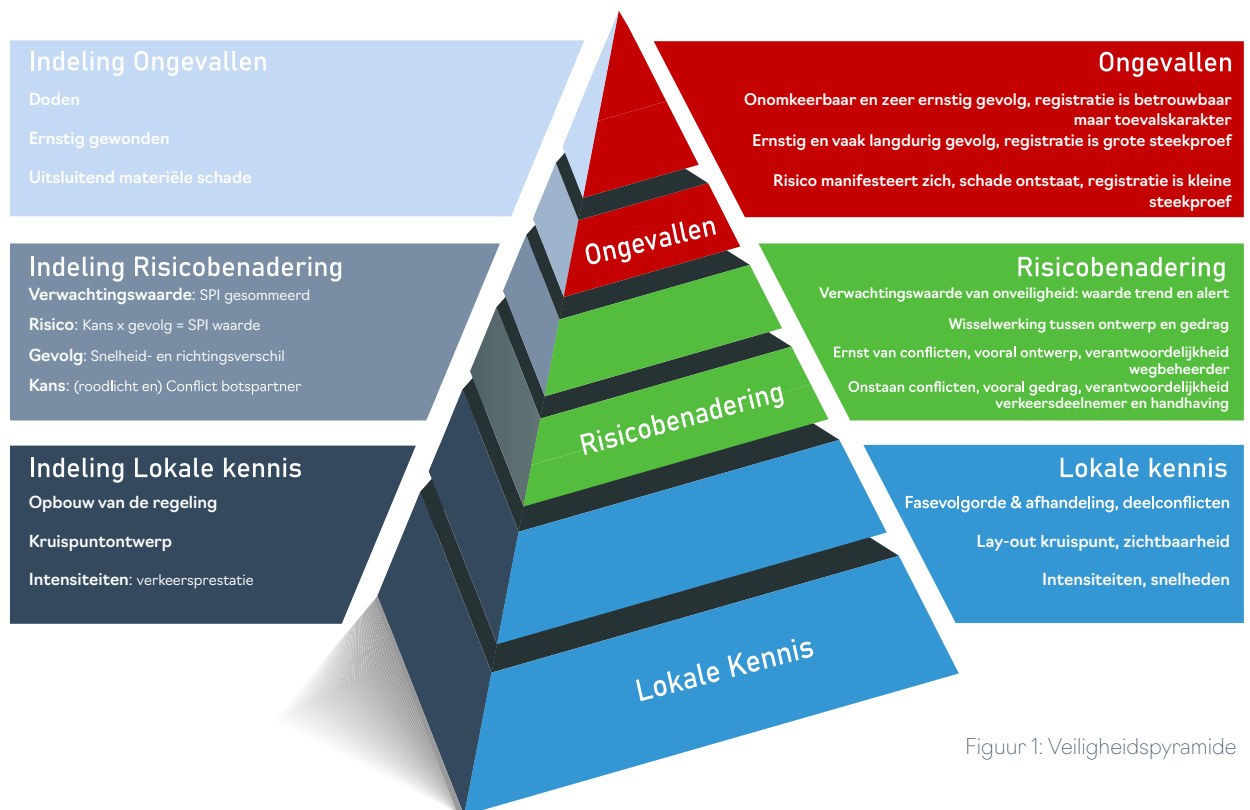 Indeling Ongevallen
Doden
Ernstig gewonden
Uitsluitend materiële schade
Ongevallen
Onomkeerbaar en zeer ernstig gevolg, registratie is betrouwbaar
maar toevalskarakter
Ernstig en vaak langdurig gevolg, registratie is grote steekproef
Risico manifesteert zich, schade ontstaat, registratie is kleine
steekproef
Ongevallen
Indeling Risicobenadering
Verwachtingswaarde: SPI gesommeerd
Risico: Kans x gevolg = SPI waarde
Gevolg: Snelheid- en richtingsverschil
Kans: (roodlicht en) Conflict botspartner
Risicobenadering
Verwachtingswaarde van onveiligheid: waarde trend en alert
Wisselwerking tussen ontwerp en gedrag
Ernst van conflicten, vooral ontwerp, verantwoordelijkheid
wegbeheerder
Onstaan conflicten, vooral gedrag, verantwoordelijkheid
verkeersdeelnemer en handhaving
Risicobenadering
Indeling Lokale kennis
Opbouw van de regeling
Kruispuntontwerp
Intensiteiten: verkeersprestatie
Lokale kennis
Fasevolgorde & afhandeling, deelconflicten
Lay-out kruispunt, zichtbaarheid
Intensiteiten, snelheden
Lokale Kennis
Figuur 1: Veiligheidspyramide